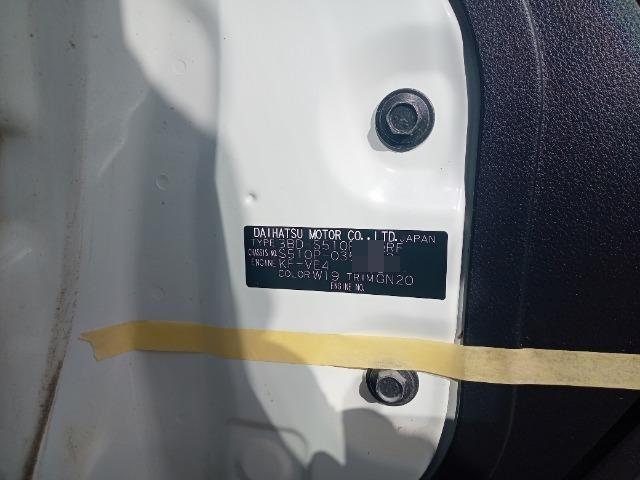 DAIHATSU MOTOR CO.,LTD. JAPAN
TYPE 3BD S510P
CHASSIS NO. S510P-03
ENGINE KF-VE4
COLOR W19 TRIM GN20
ENGINE NO.